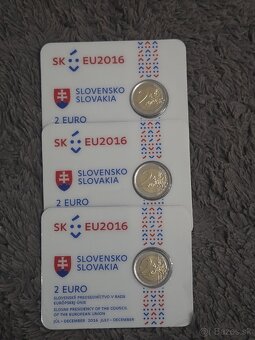 SK EU2016
SLOVENSKO
SLOVAKIA
2 EURO
SK EU2016
SLOVENSKO
SLOVAKIA
2 EURO
SK EU2016
SLOVENSKO
SLOVAKIA
2 EURO
SLOVENSKÉ PREDSEDNÍCTVO V RADE
EURÓPSKEJ ÚNIE
SLOVAK PRESIDENCY OF THE COUNCIL
OF THE EUROPEAN UNION
JÚL - DECEMBER 2016 JULY - DECEMBER